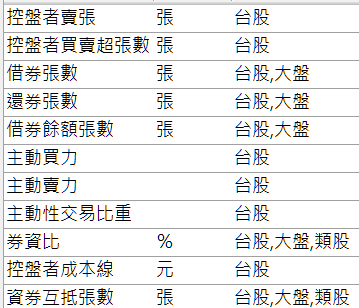 控盤者賣張 張 台股
控盤者買賣超張數 張 台股
借券張數 張 台股,大盤
還券張數 張 台股,大盤
借券餘額張數 張 台股,大盤
主動買力 台股
主動賣力 台股
主動性交易比重 台股
券資比 % 台股,大盤,類股
控盤者成本線 元 台股
資券互抵張數 張 台股,大盤,類股